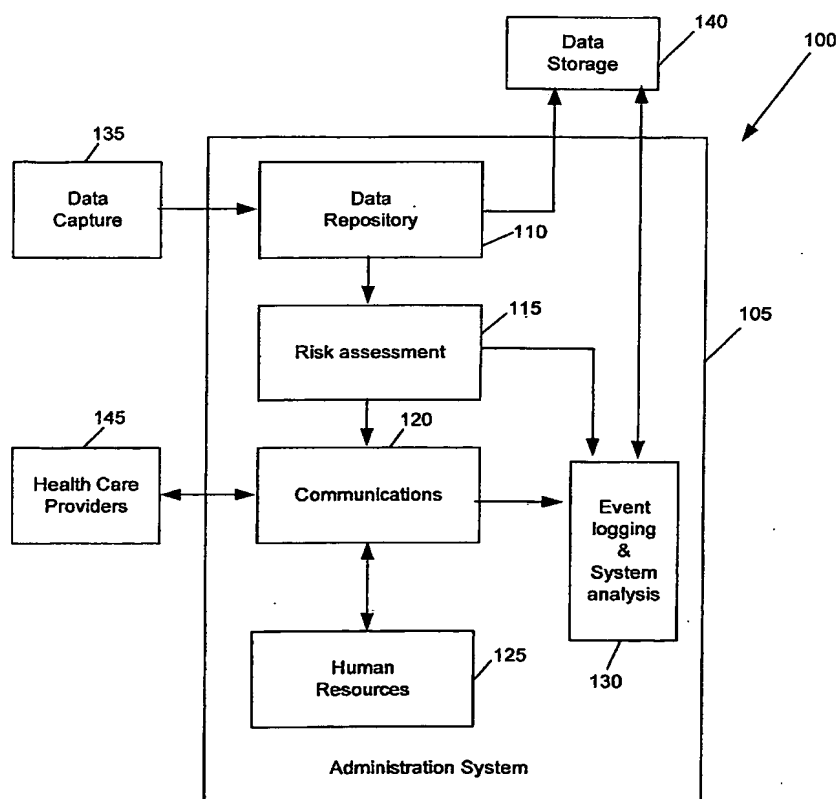 140
Data
Storage
100
135
Data
Capture
Data
Repository
110
115
Risk assessment
105
145
120
Health Care
Providers
Communications
Event
logging
&
System
analysis
Human
Resources
125
130
Administration System